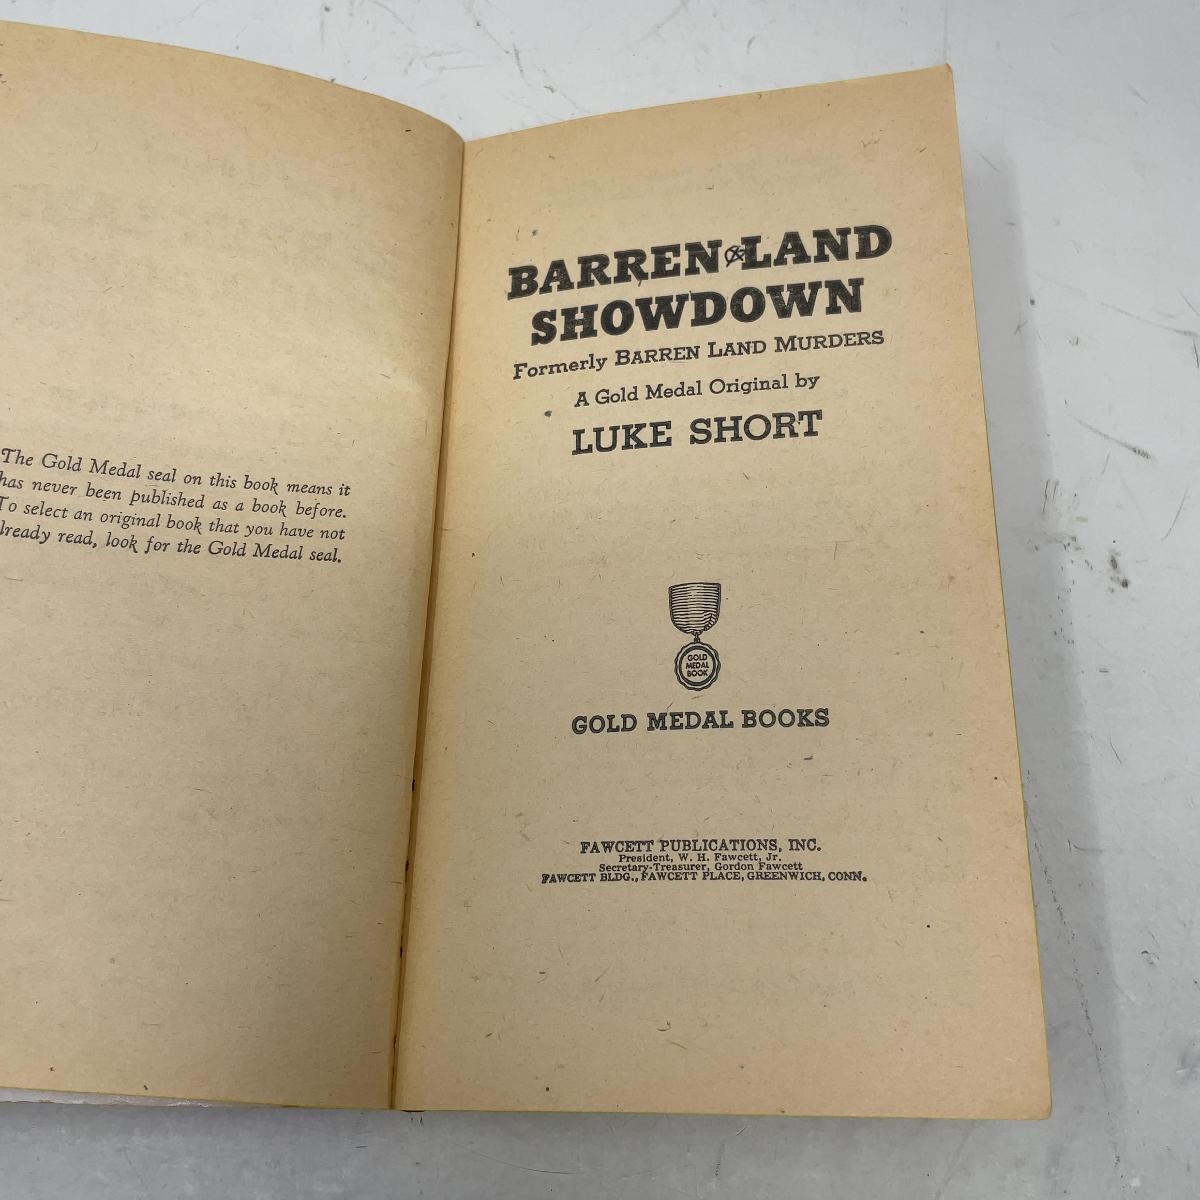 The Gold Medal seal on this book means it
has never been published as a book before.
To select an original book that you have not
lready read, look for the Gold Medal seal.
BARREN LAND
SHOWDOWN
Formerly BARREN LAND MURDERS
A Gold Medal Original by
LUKE SHORT
GOLD
MEDAL
BOOK
GOLD MEDAL BOOKS
FAWCETT PUBLICATIONS, INC.
President, W. H. Fawcett, Jr.
Secretary-Treasurer, Gordon Fawcett
FAWCETT BLDG., FAWCETT PLACE, GREENWICH, CONN.